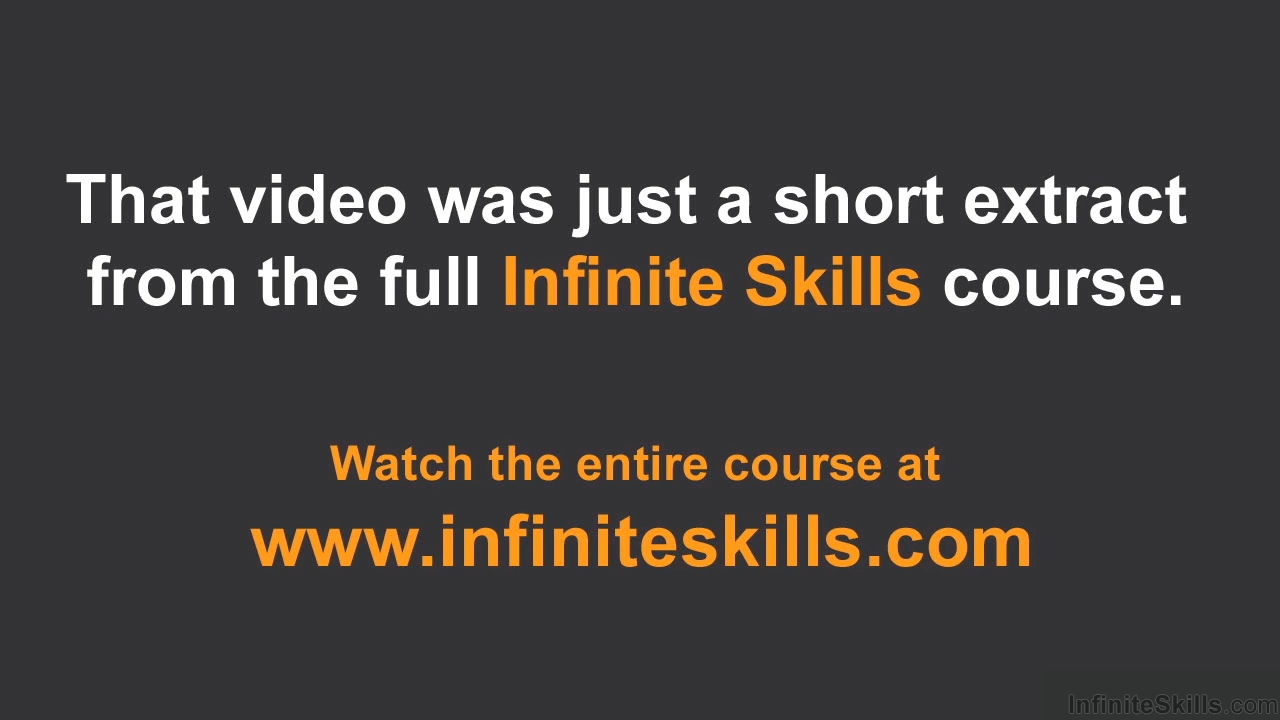 That video was just a short extract
from the full Infinite Skills course.
Watch the entire course at
www.infiniteskills.com
InfiniteSkills.com